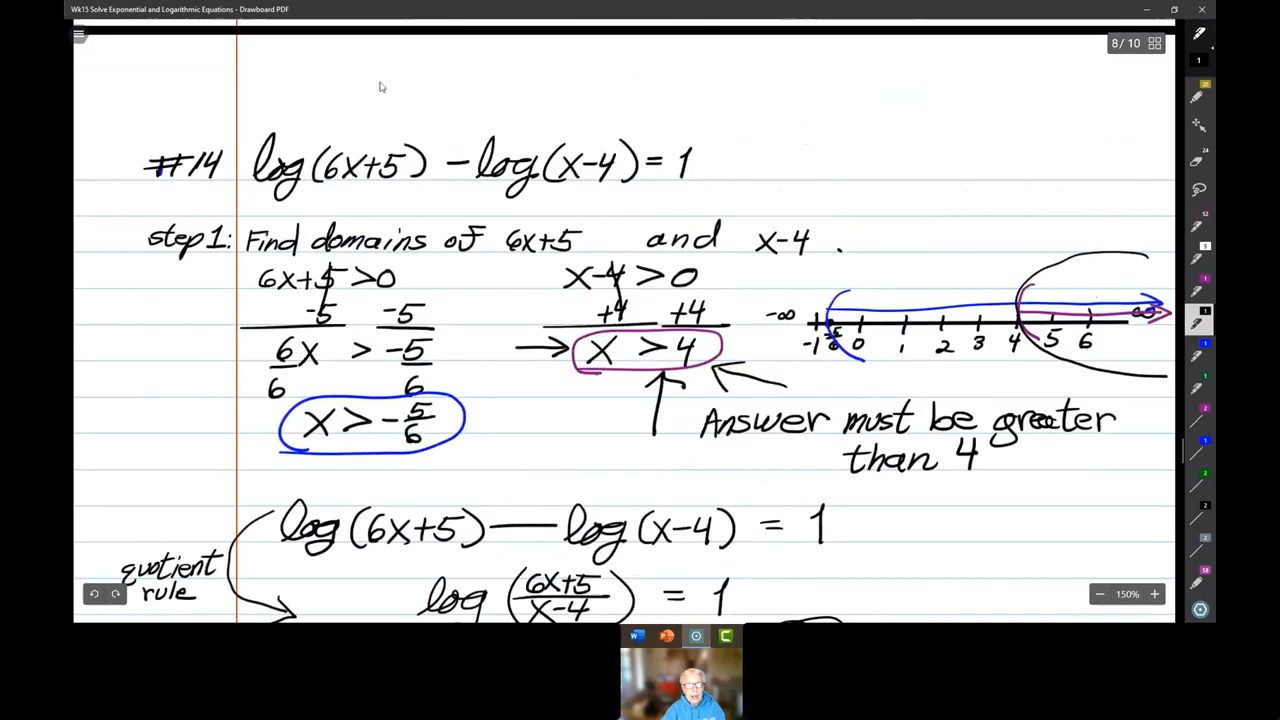 Wk15 Solve Exponential and Logarithmic Equations - Drawboard PDF
8/10
#14 log(6x+5) - log(x-4) = 1
step 1: Find domains of 6x+5 and x-4 .
6x+5 > 0 x-4 > 0
-5 -5 +4 +4
6x > -5 x > 4
6 6
x > -5/6
-∞ -1 -5/6 0 1 2 3 4 5 6 ∞
Answer must be greater
than 4
log(6x+5) - log(x-4) = 1
quotient
rule
log (6x+5/x-4) = 1
150%